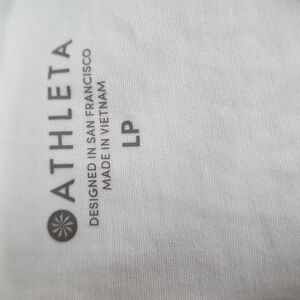 ATHLETA
DESIGNED IN SAN FRANCISCO
MADE IN VIETNAM
LP